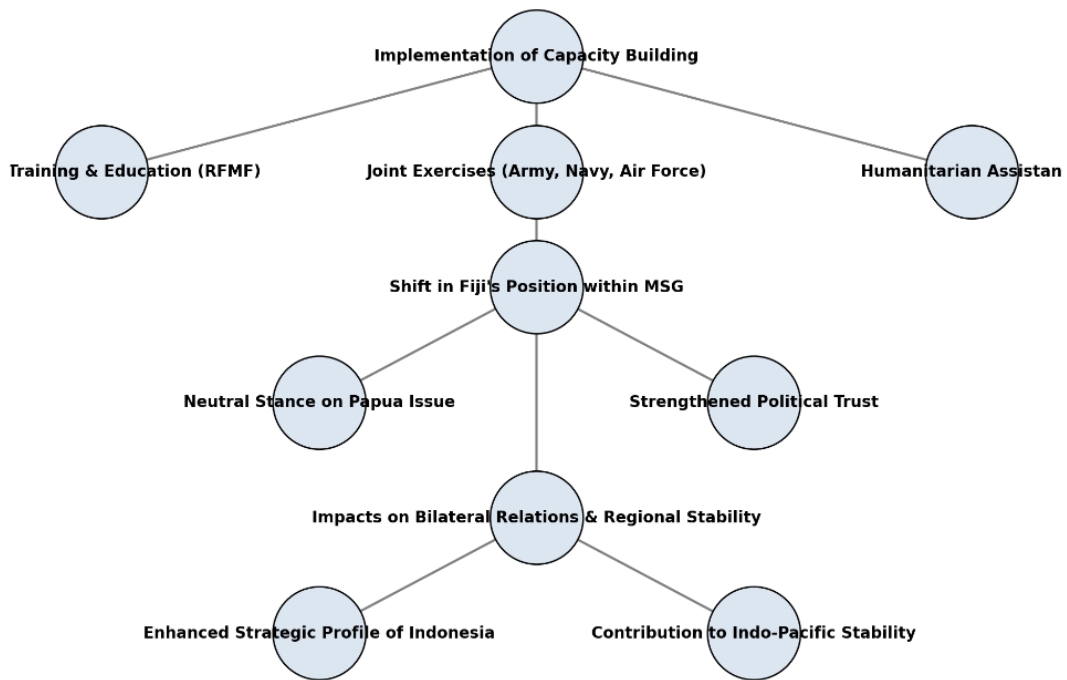 Implementation of Capacity Building
Training & Education (RFMF)
Joint Exercises (Army, Navy, Air Force)
Humanitarian Assistan
Shift in Fiji's Position within MSG
Neutral Stance on Papua Issue
Strengthened Political Trust
Impacts on Bilateral Relations & Regional Stability
Enhanced Strategic Profile of Indonesia
Contribution to Indo-Pacific Stability